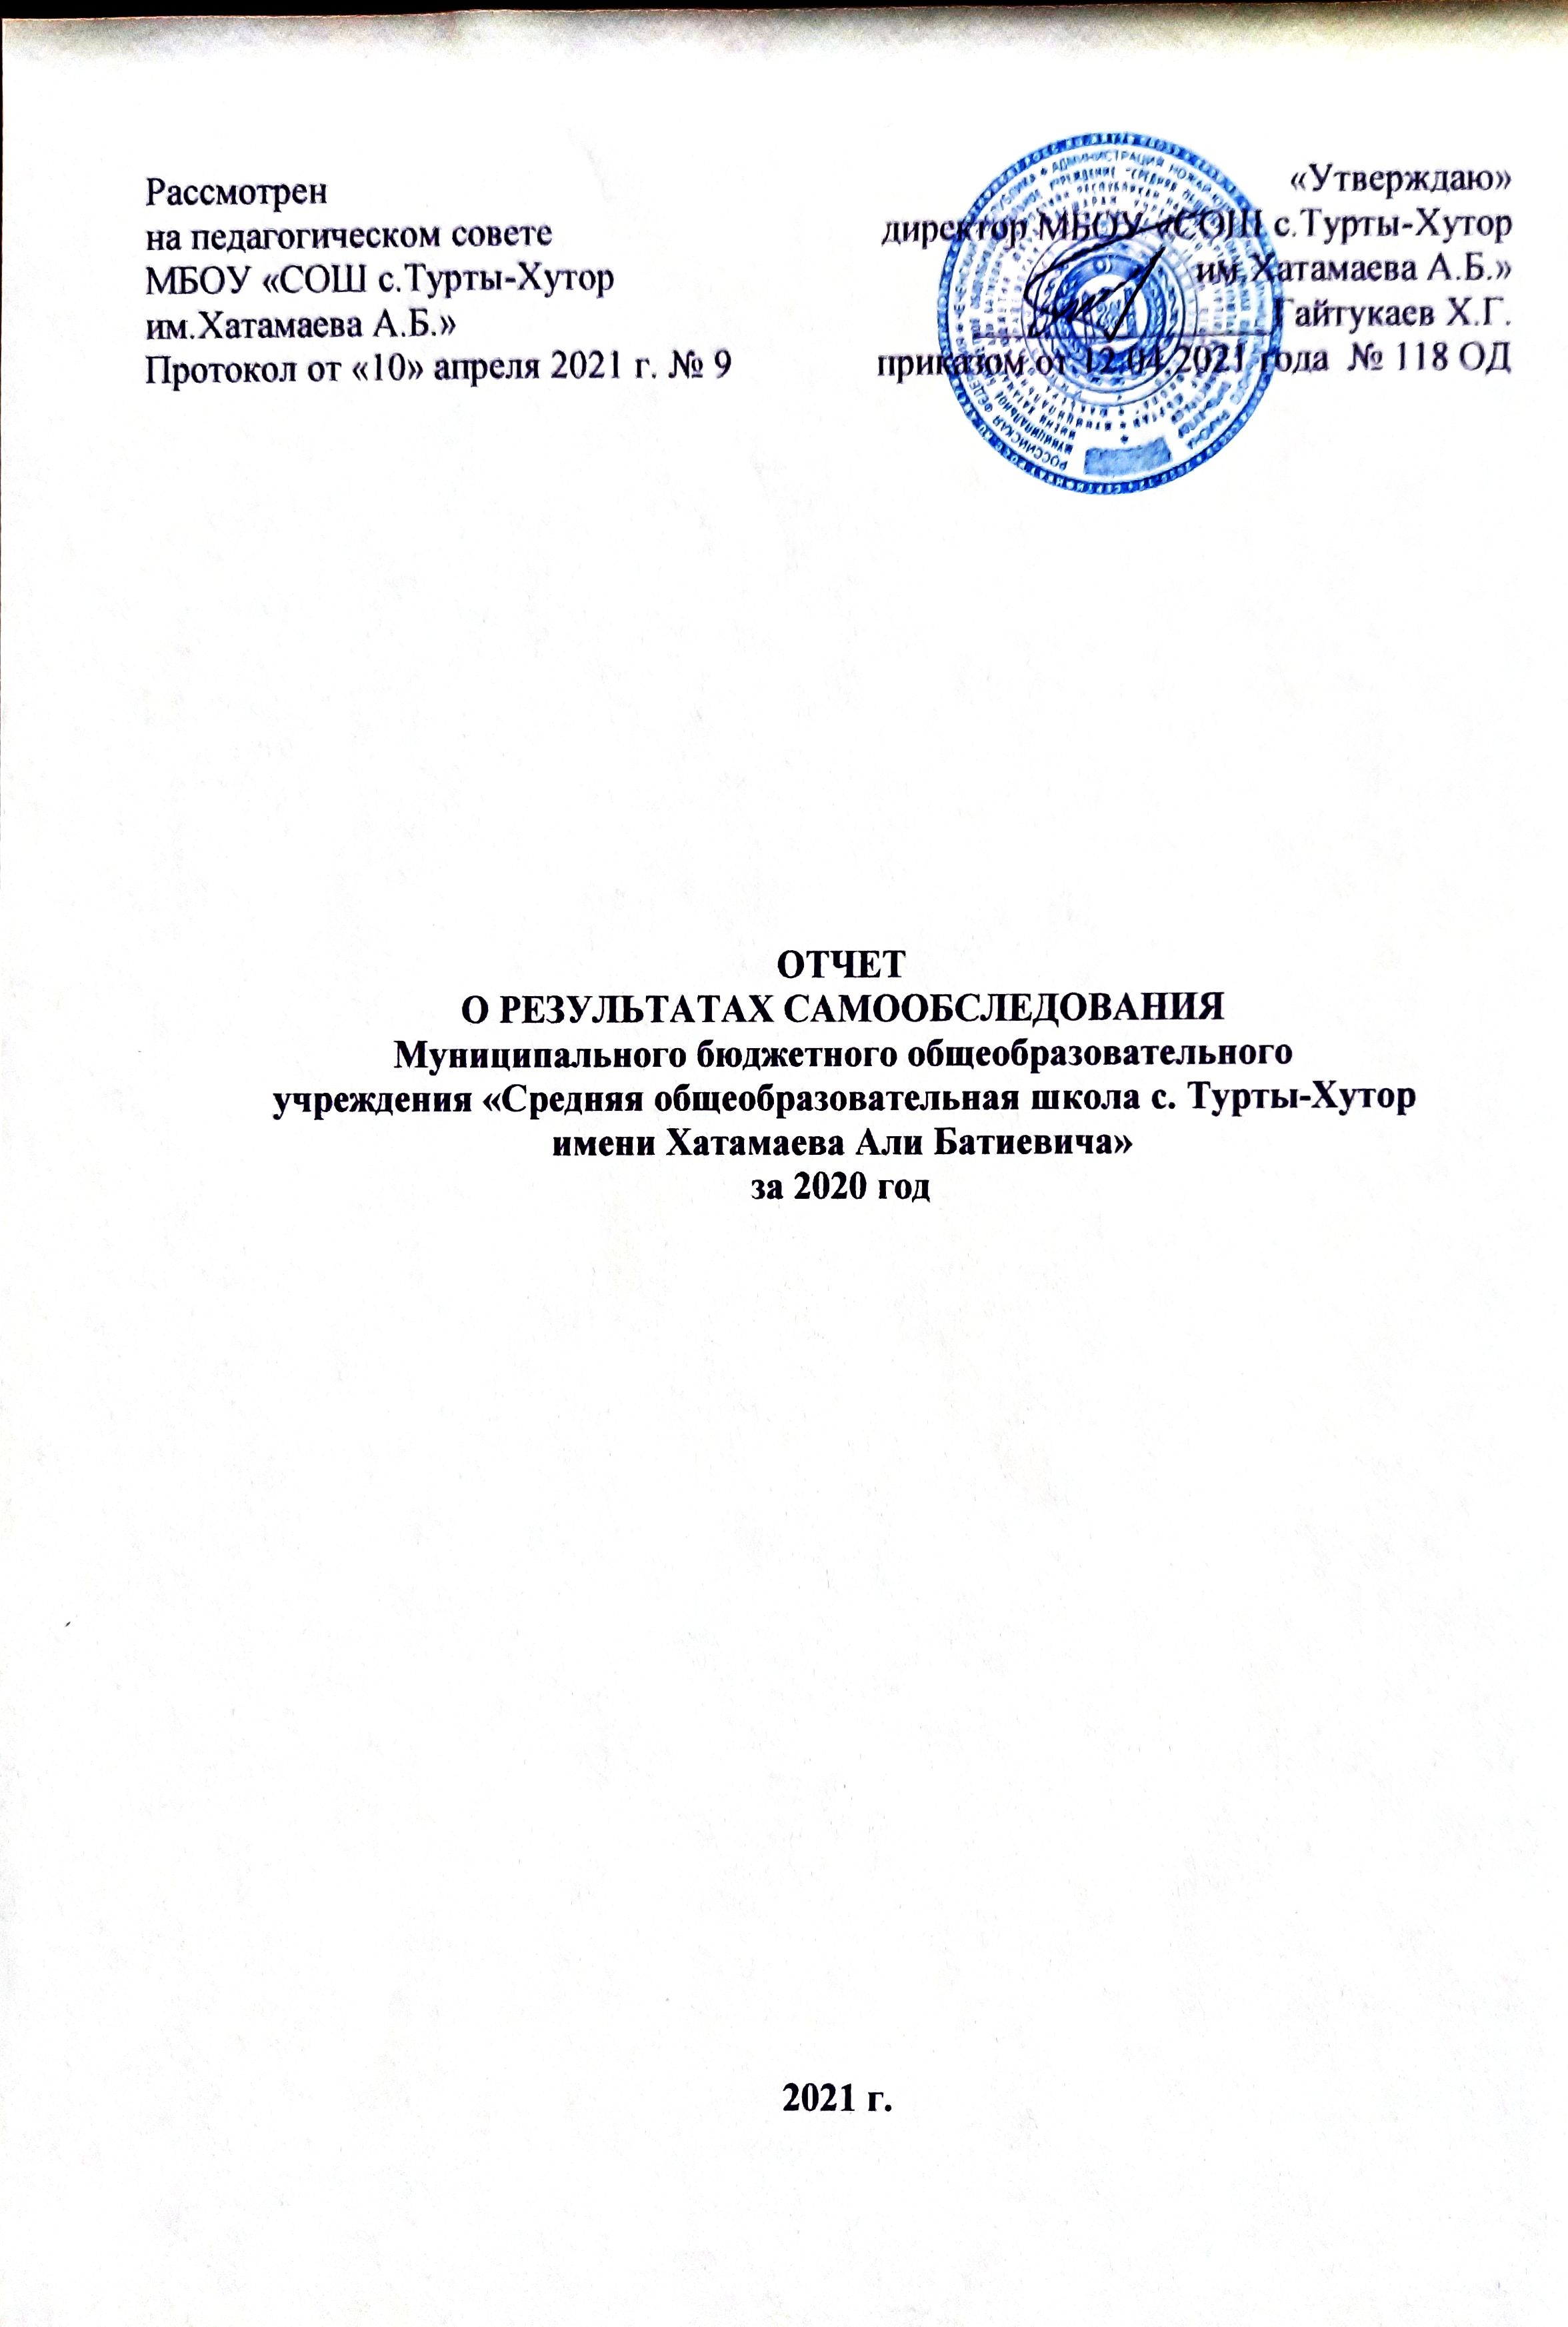 Рассмотрен
на педагогическом совете
МБОУ «СОШ с.Турты-Хутор
им.Хатамаева А.Б.»
Протокол от «10» апреля 2021 г. № 9
«Утверждаю»
директор МБОУ «СОШ с.Турты-Хутор
им.Хатамаева А.Б.»
Гайтукаев Х.Г.
приказом от 12.04.2021 года № 118 ОД
ОТЧЕТ
О РЕЗУЛЬТАТАХ САМООБСЛЕДОВАНИЯ
Муниципального бюджетного общеобразовательного
учреждения «Средняя общеобразовательная школа с. Турты-Хутор
имени Хатамаева Али Батиевича»
за 2020 год
2021 г.